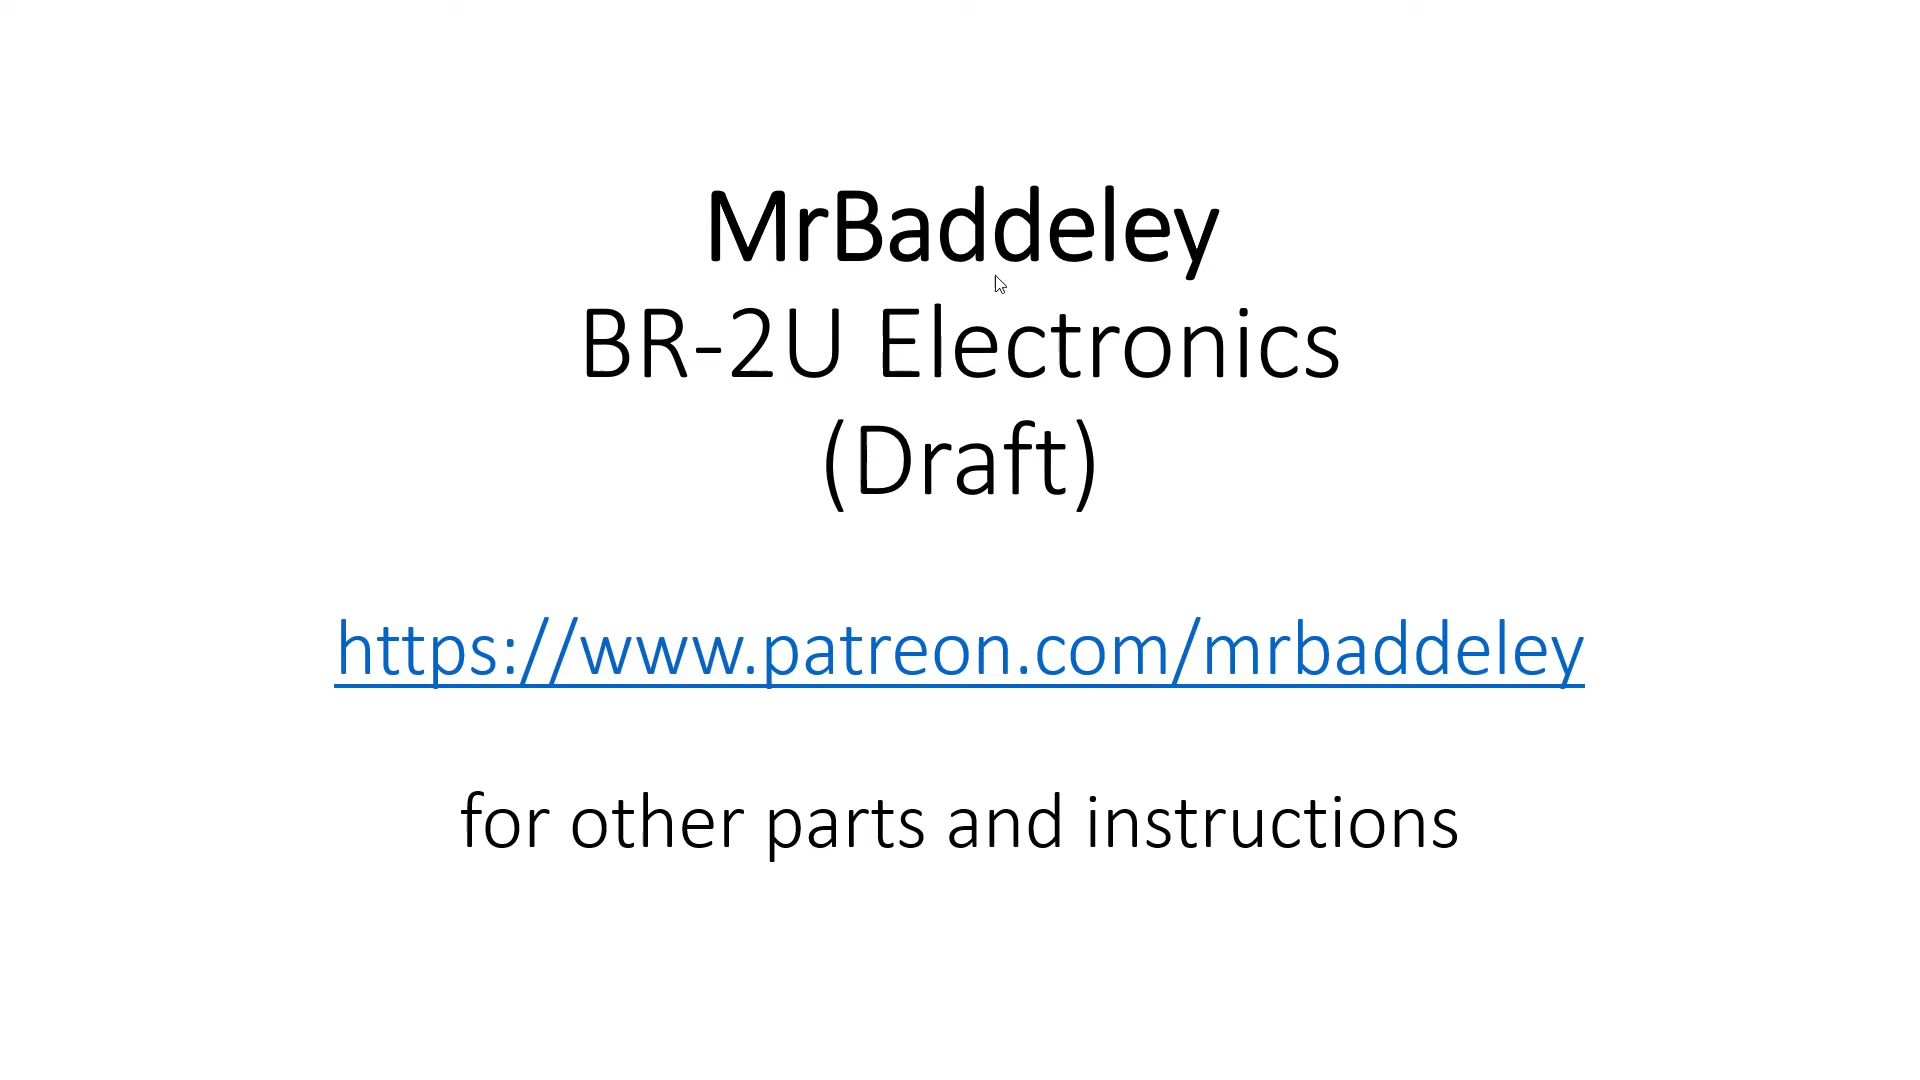 MrBaddeley
BR-2U Electronics
(Draft)
https://www.patreon.com/mrbaddeley
for other parts and instructions